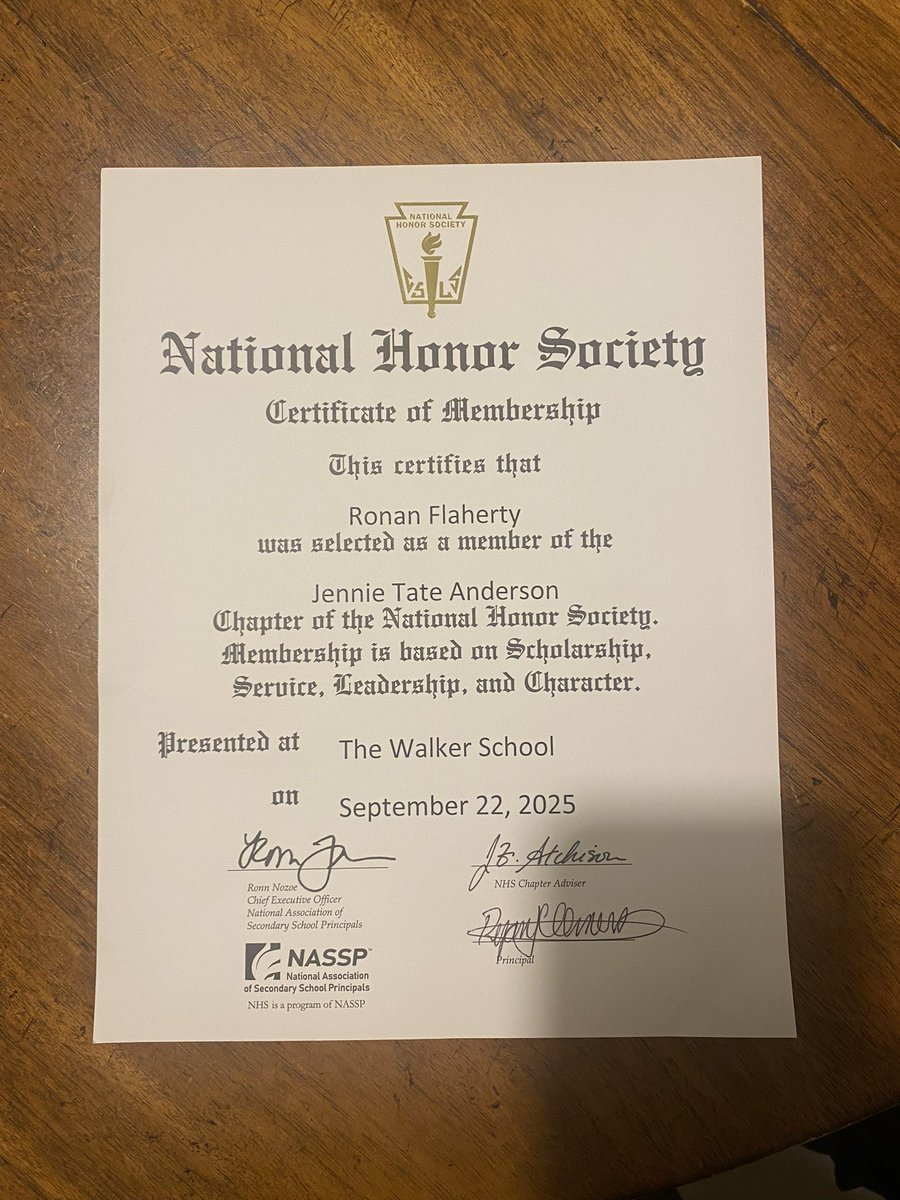 NATIONAL
HONOR SOCIETY
C S L S
National Honor Society
Certificate of Membership
This certifies that
Ronan Flaherty
was selected as a member of the
Jennie Tate Anderson
Chapter of the National Honor Society.
Membership is based on Scholarship,
Service, Leadership, and Character.
Presented at The Walker School
on September 22, 2025
J. F. Atchison
Ronn Nozoe
Chief Executive Officer
National Association of
Secondary School Principals
NHS Chapter Adviser
Principal
NASSP™
National Association
of Secondary School Principals
NHS is a program of NASSP